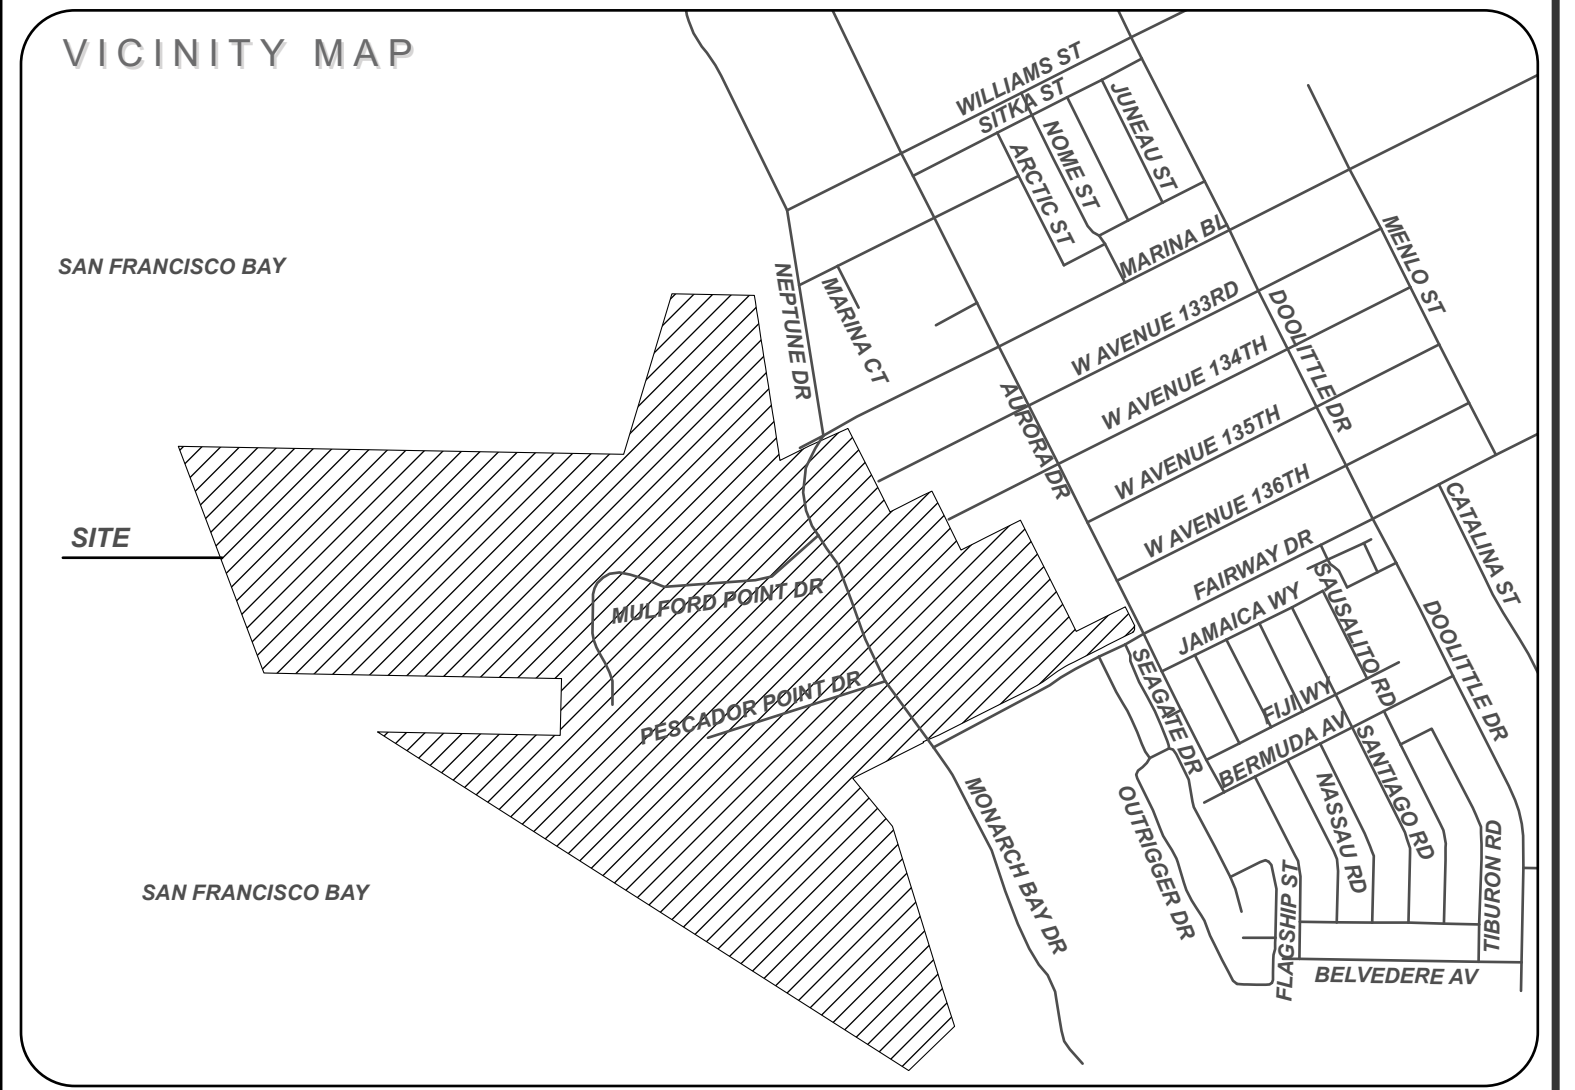 VICINITY MAP
WILLIAMS ST
SITKA ST
JUNEAU ST
NOME ST
ARCTIC ST
MARINA BL
MENLO ST
SAN FRANCISCO BAY
NEPTUNE DR
MARINA CT
W AVENUE 133RD
DOOLITTLE DR
W AVENUE 134TH
AURORA DR
W AVENUE 135TH
W AVENUE 136TH
CATALINA ST
SITE
FAIRWAY DR
MULFORD POINT DR
JAMAICA WY
SAUSALITO RD
DOOLITTLE DR
SEAGATE DR
PESCADOR POINT DR
FIJI WY
BERMUDA AV
SANTIAGO RD
MONARCH BAY DR
OUTRIGGER DR
NASSAU RD
TIBURON RD
SAN FRANCISCO BAY
FLAGSHIP ST
BELVEDERE AV